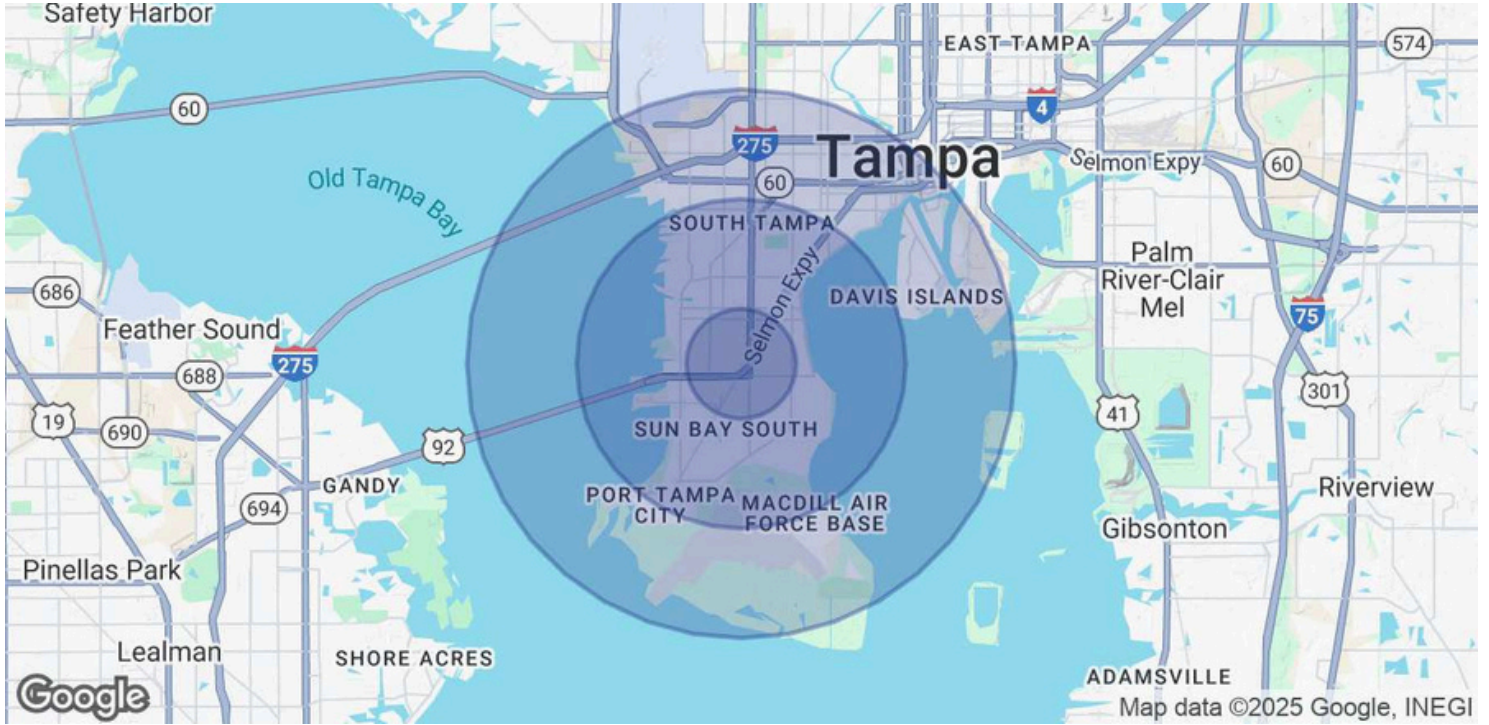 Safety Harbor
EAST TAMPA
574
60
4
275
Tampa
Selmon Expy
60
60
Old Tampa Bay
SOUTH TAMPA
Palm
River-Clair
Mel
686
DAVIS ISLANDS
75
Feather Sound
Selmon Expy
275
688
301
19
690
41
92
SUN BAY SOUTH
GANDY
694
PORT TAMPA
CITY
MACDILL AIR
FORCE BASE
Riverview
Gibsonton
Pinellas Park
Lealman
SHORE ACRES
ADAMSVILLE
Google
Map data ©2025 Google, INEGI